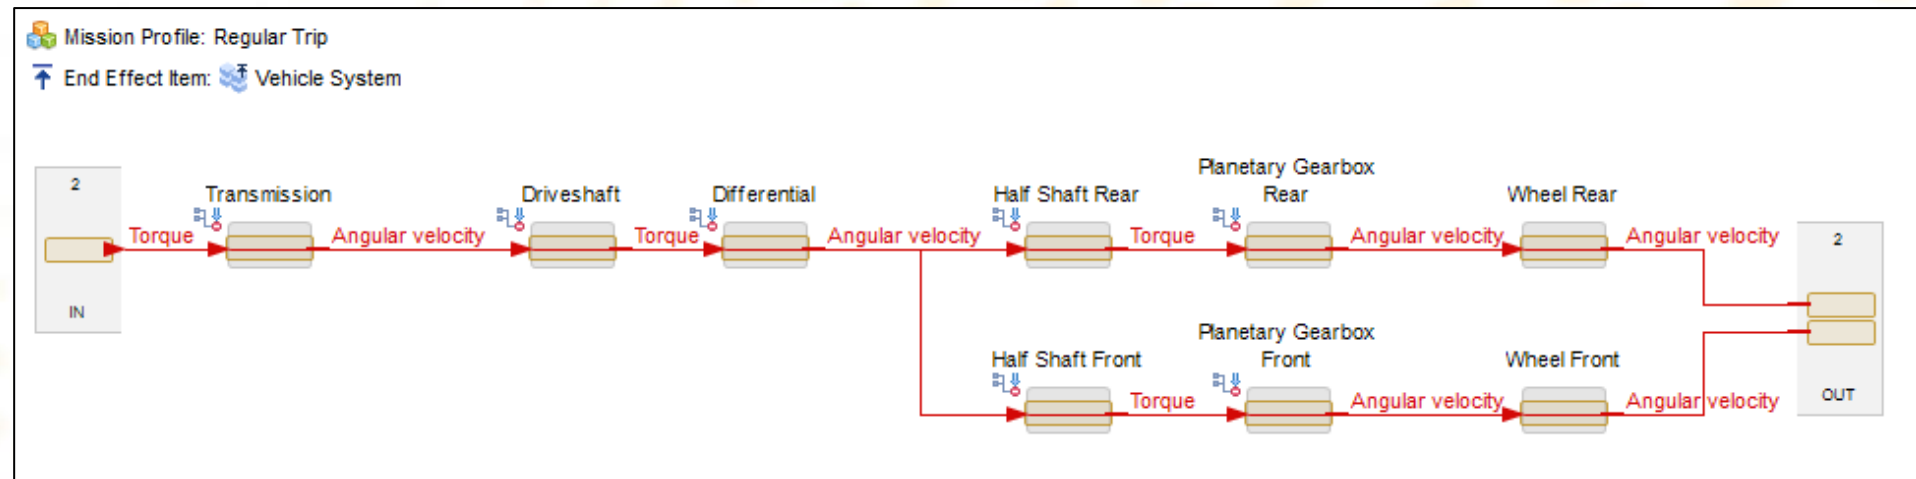 Mission Profile: Regular Trip
End Effect Item: Vehicle System
Planetary Gearbox
2
Transmission
Driveshaft
Differential
Half Shaft Rear
Rear
Wheel Rear
Torque
Angular velocity
Torque
Angular velocity
Torque
Angular velocity
Angular velocity
2
IN
Planetary Gearbox
Half Shaft Front
Front
Wheel Front
Torque
Angular velocity
Angular velocity
OUT